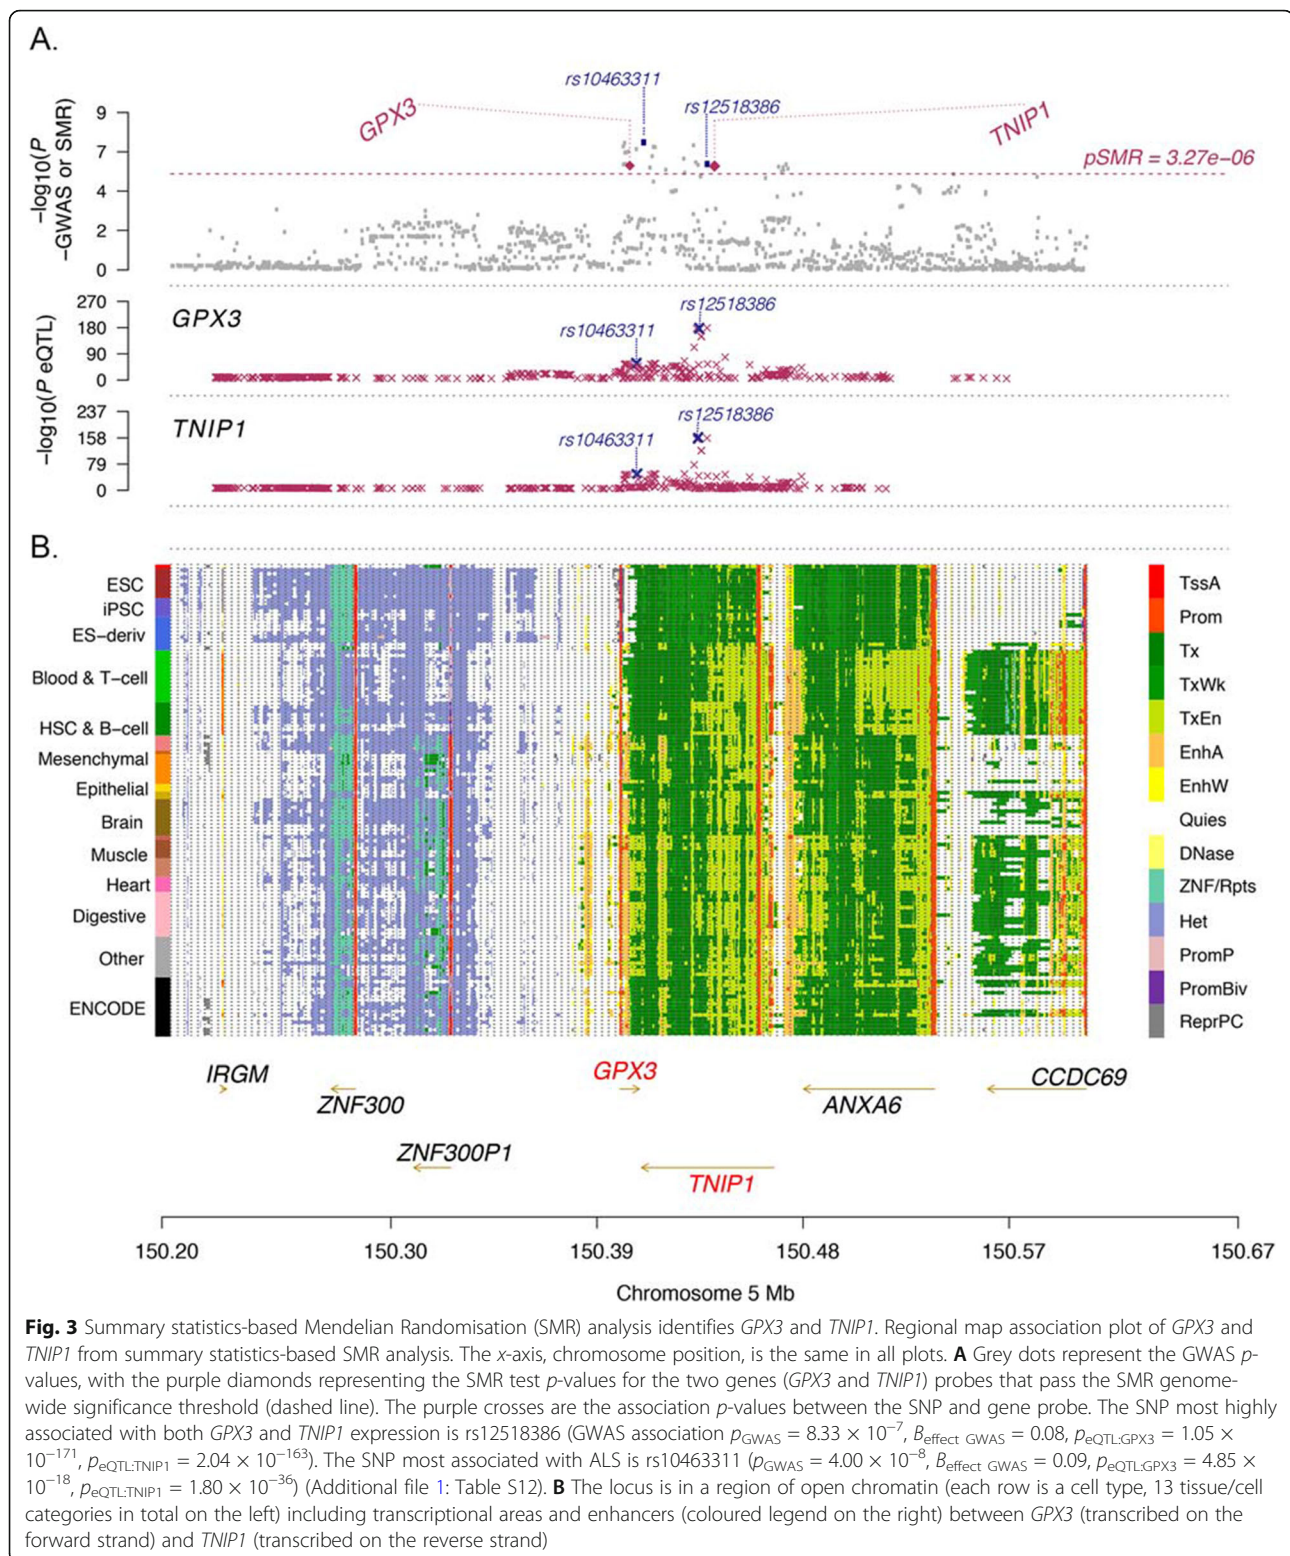 A.
rs10463311
GPX3
rs12518386
TNIP1
−log10(P
−GWAS or SMR)
9
7
4
2
0
pSMR = 3.27e−06
GPX3
rs12518386
rs10463311
−log10(P eQTL)
270
180
90
0
TNIP1
rs12518386
rs10463311
237
158
79
0
B.
ESC
iPSC
ES−deriv
Blood & T−cell
HSC & B−cell
Mesenchymal
Epithelial
Brain
Muscle
Heart
Digestive
Other
ENCODE
TssA
Prom
Tx
TxWk
TxEn
EnhA
EnhW
Quies
DNase
ZNF/Rpts
Het
PromP
PromBiv
ReprPC
IRGM
ZNF300
GPX3
ANXA6
CCDC69
ZNF300P1
TNIP1
150.20
150.30
150.39
150.48
150.57
150.67
Chromosome 5 Mb
Fig. 3 Summary statistics-based Mendelian Randomisation (SMR) analysis identifies GPX3 and TNIP1. Regional map association plot of GPX3 and
TNIP1 from summary statistics-based SMR analysis. The x-axis, chromosome position, is the same in all plots. A Grey dots represent the GWAS p-
values, with the purple diamonds representing the SMR test p-values for the two genes (GPX3 and TNIP1) probes that pass the SMR genome-
wide significance threshold (dashed line). The purple crosses are the association p-values between the SNP and gene probe. The SNP most highly
associated with both GPX3 and TNIP1 expression is rs12518386 (GWAS association pGWAS = 8.33 × 10⁻⁷, Beffect GWAS = 0.08, peQTL:GPX3 = 1.05 ×
10⁻¹⁷¹, peQTL:TNIP1 = 2.04 × 10⁻¹⁶³). The SNP most associated with ALS is rs10463311 (pGWAS = 4.00 × 10⁻⁸, Beffect GWAS = 0.09, peQTL:GPX3 = 4.85 ×
10⁻¹⁸, peQTL:TNIP1 = 1.80 × 10⁻³⁶) (Additional file 1: Table S12). B The locus is in a region of open chromatin (each row is a cell type, 13 tissue/cell
categories in total on the left) including transcriptional areas and enhancers (coloured legend on the right) between GPX3 (transcribed on the
forward strand) and TNIP1 (transcribed on the reverse strand)